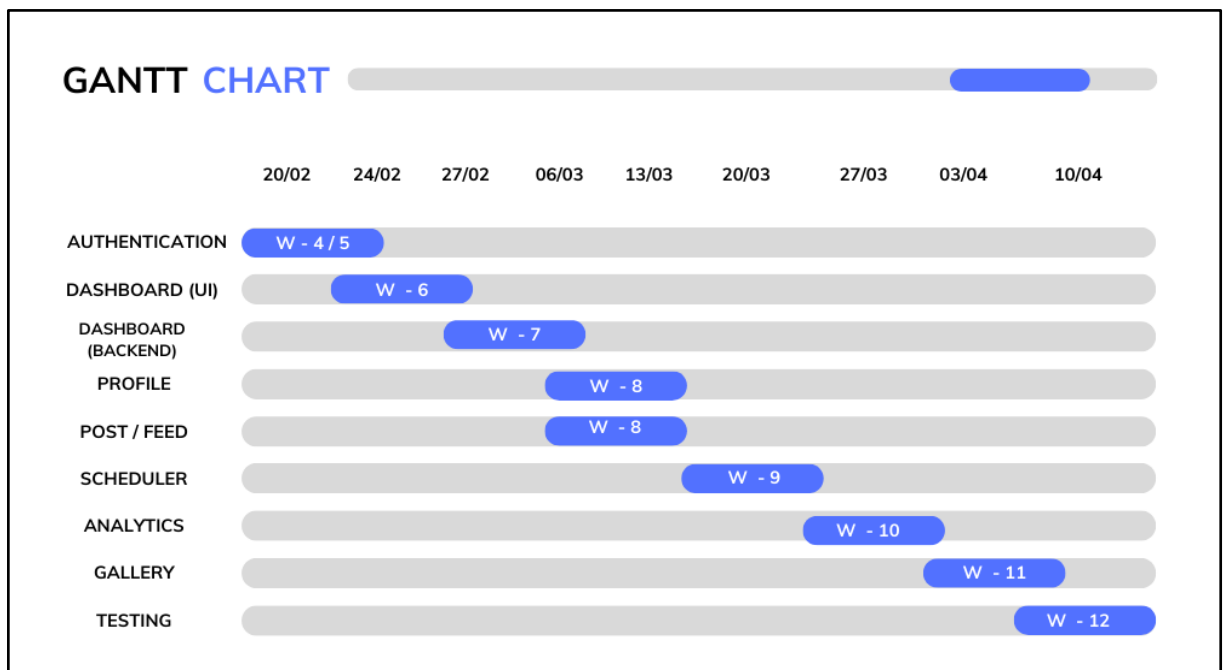 GANTT CHART
20/02 24/02 27/02 06/03 13/03 20/03 27/03 03/04 10/04
AUTHENTICATION W - 4 / 5
DASHBOARD (UI) W - 6
DASHBOARD
(BACKEND) W - 7
PROFILE W - 8
POST / FEED W - 8
SCHEDULER W - 9
ANALYTICS W - 10
GALLERY W - 11
TESTING W - 12